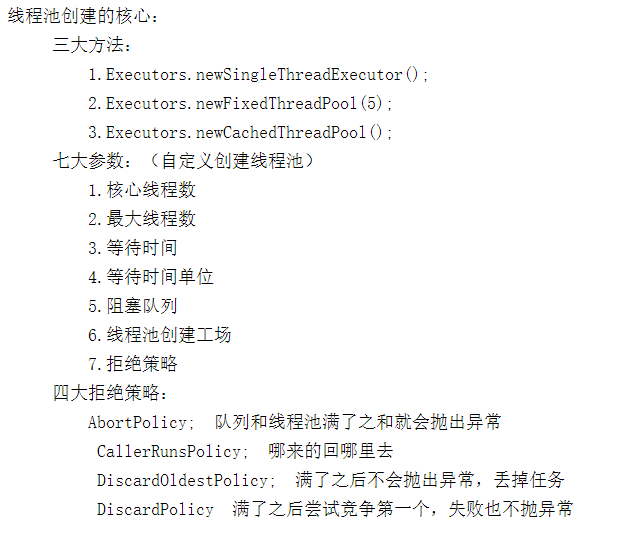 线程池创建的核心：
三大方法：
1.Executors.newSingleThreadExecutor();
2.Executors.newFixedThreadPool(5);
3.Executors.newCachedThreadPool();
七大参数：（自定义创建线程池）
1.核心线程数
2.最大线程数
3.等待时间
4.等待时间单位
5.阻塞队列
6.线程池创建工场
7.拒绝策略
四大拒绝策略：
AbortPolicy; 队列和线程池满了之和就会抛出异常
CallerRunsPolicy; 哪来的回哪里去
DiscardOldestPolicy; 满了之后不会抛出异常，丢掉任务
DiscardPolicy 满了之后尝试竞争第一个，失败也不抛异常